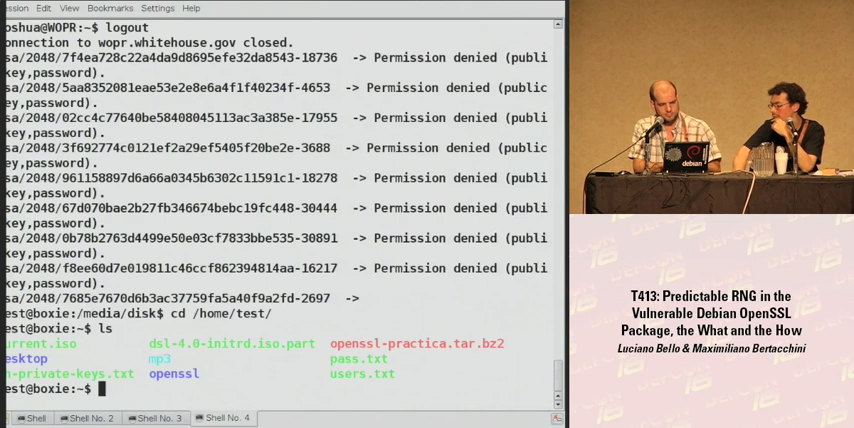 ession Edit View Bookmarks Settings Help
oshua@WOPR:~$ logout
onnection to wopr.whitehouse.gov closed.
sa/2048/7f4ea728c22a4da9d8695efe32da8543-18736 -> Permission denied (publi
key,password).
sa/2048/5aa8352081eae53e2e8e6a4f1f40234f-4653 -> Permission denied (publi
ey,password).
sa/2048/02cc4c77640be58408045113ac3a385e-17955 -> Permission denied (publi
key,password).
sa/2048/3f692774c0121ef2a29ef5405f20be2e-3688 -> Permission denied (publi
ey,password).
sa/2048/961158897d6a66a0345b6302c11591c1-18278 -> Permission denied (publi
key,password).
sa/2048/67d070bae2b27fb346674bebc19fc448-30444 -> Permission denied (publi
key,password).
sa/2048/0b78b2763d4499e50e03cf7833bbe535-30891 -> Permission denied (publi
key,password).
sa/2048/f8ee60d7e019811c46ccf862394814aa-16217 -> Permission denied (publi
key,password).
sa/2048/7685e7670d6b3ac37759fa5a40f9a2fd-2697 ->
est@boxie:/media/disk$ cd /home/test/
est@boxie:~$ ls
urrent.iso dsl-4.0-initrd.iso.part openssl-practica.tar.bz2
esktop mp3 pass.txt
n-private-keys.txt openssl users.txt
est@boxie:~$
Shell Shell No. 2 Shell No. 3 Shell No. 4
debian
T413: Predictable RNG in the
Vulnerable Debian OpenSSL
Package, the What and the How
Luciano Bello & Maximiliano Bertacchini